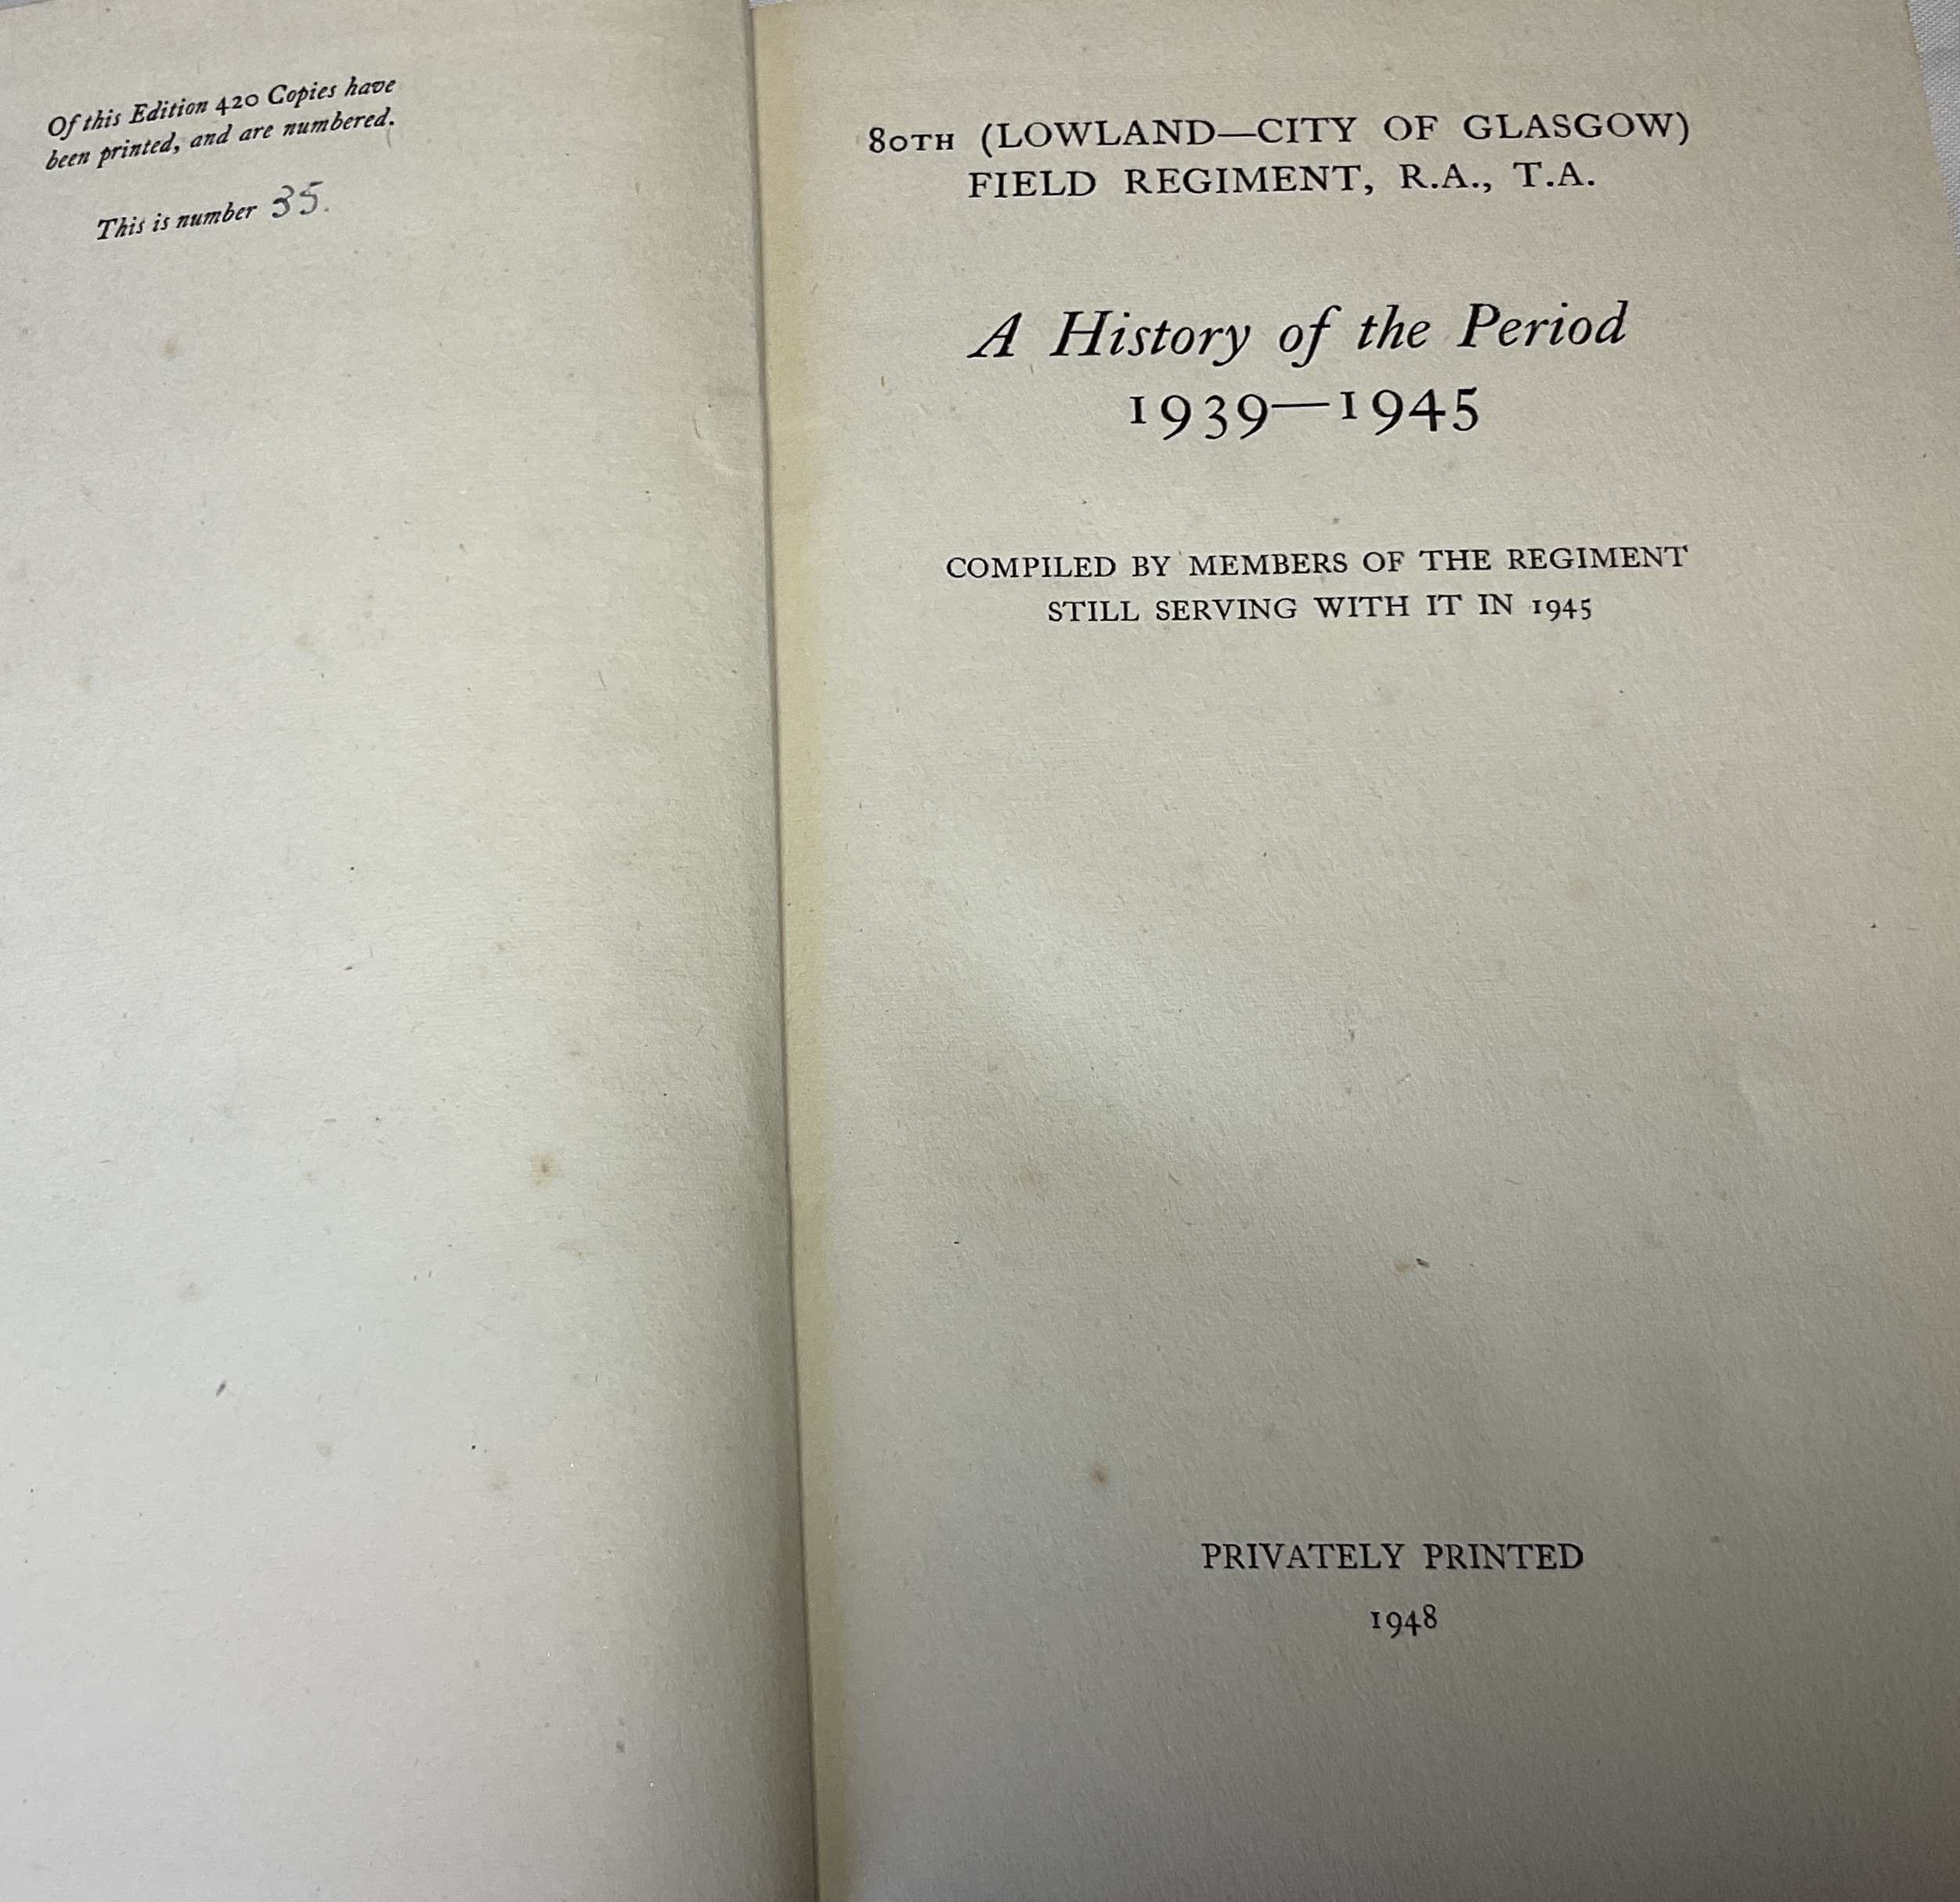 Of this Edition 420 Copies have
been printed, and are numbered.
This is number 35.
80TH (LOWLAND—CITY OF GLASGOW)
FIELD REGIMENT, R.A., T.A.
A History of the Period
1939—1945
COMPILED BY MEMBERS OF THE REGIMENT
STILL SERVING WITH IT IN 1945
PRIVATELY PRINTED
1948